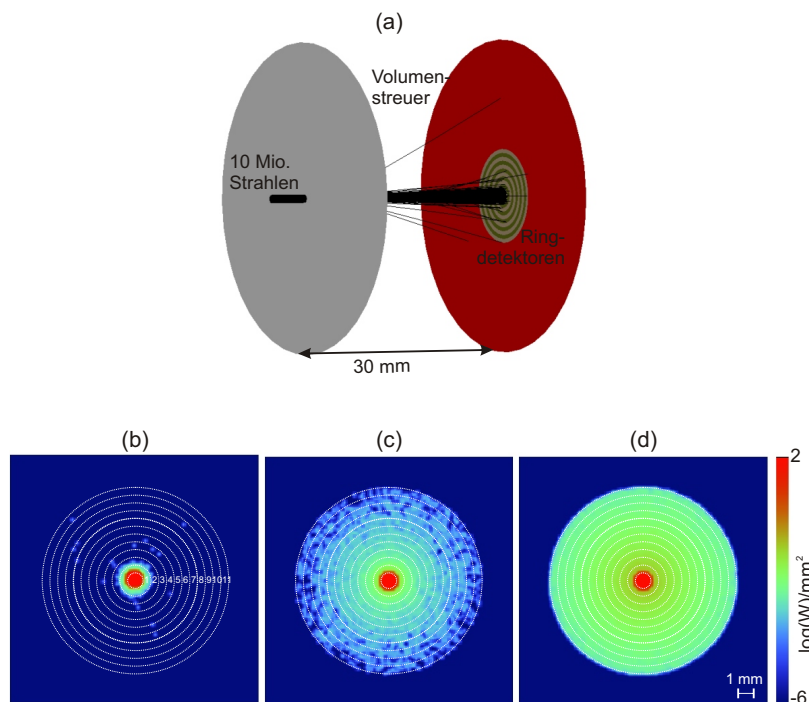 (a)
Volumen-
streuer
10 Mio.
Strahlen
Ring-
detektoren
30 mm
(b)
(c)
(d)
1 2 3 4 5 6 7 8 9 10 11
1 mm
2
-6
log(W)/mm²